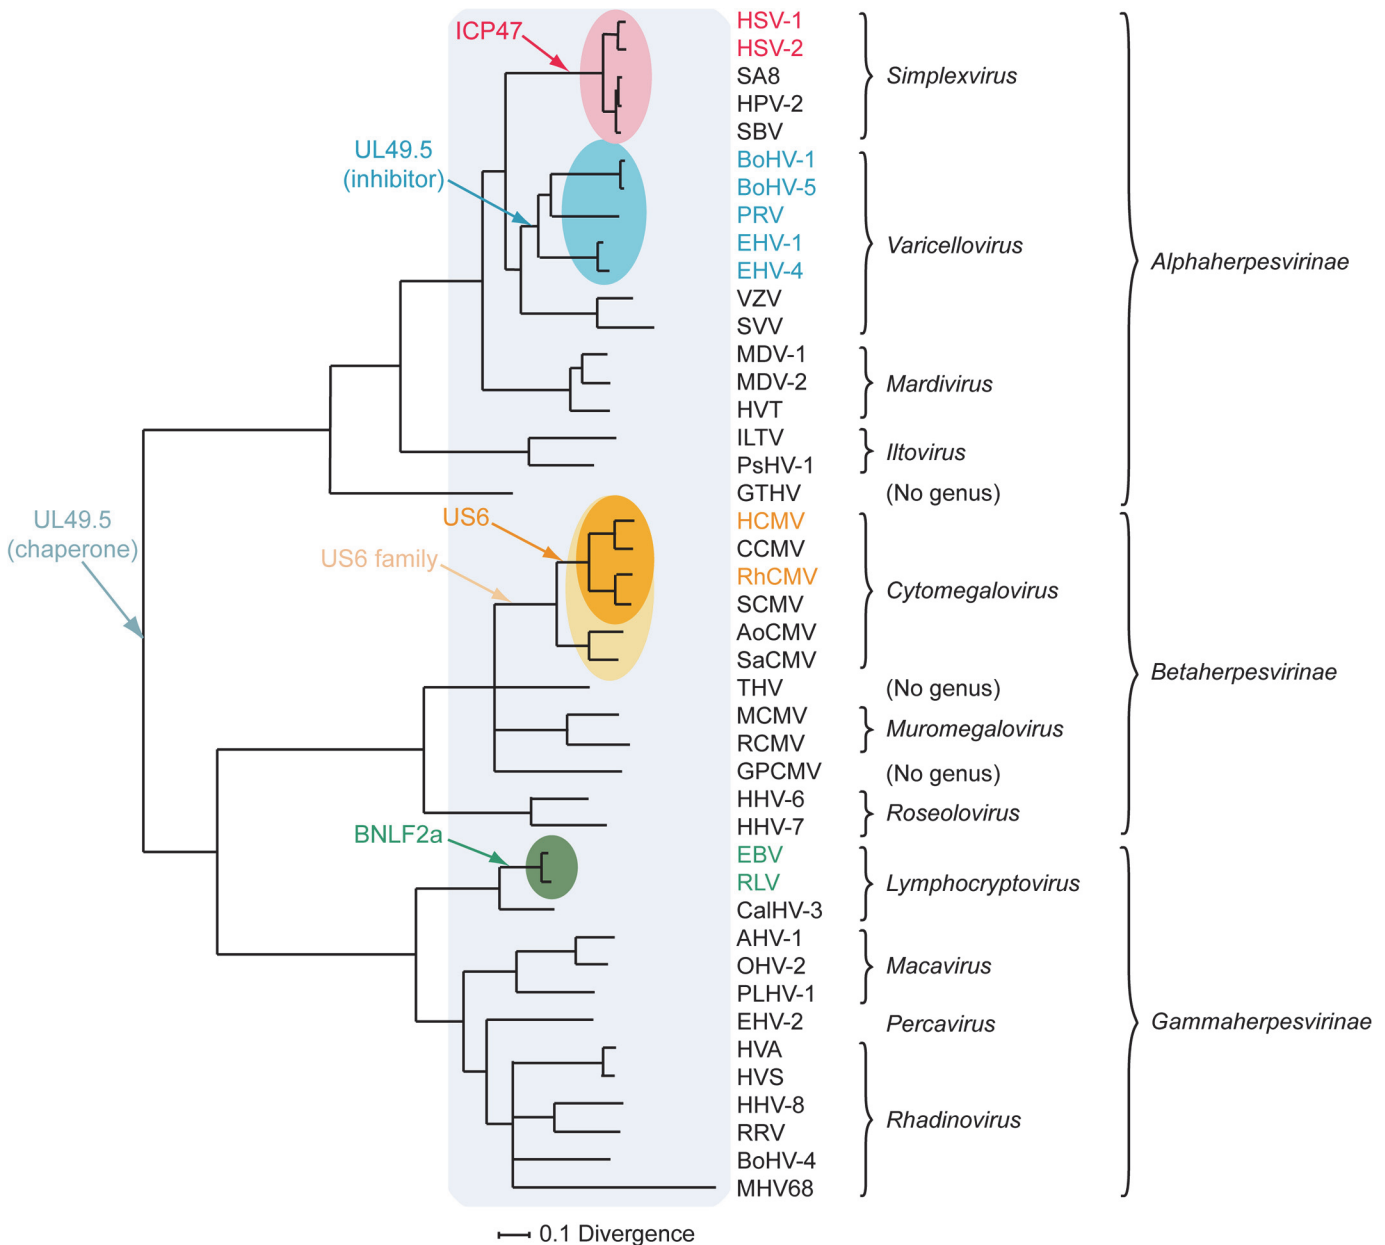 ICP47
UL49.5
(inhibitor)
UL49.5
(chaperone)
US6
US6 family
BNLF2a
HSV-1
HSV-2
SA8
HPV-2
SBV
BoHV-1
BoHV-5
PRV
EHV-1
EHV-4
VZV
SVV
MDV-1
MDV-2
HVT
ILTV
PsHV-1
GTHV
HCMV
CCMV
RhCMV
SCMV
AoCMV
SaCMV
THV
MCMV
RCMV
GPCMV
HHV-6
HHV-7
EBV
RLV
CalHV-3
AHV-1
OHV-2
PLHV-1
EHV-2
HVA
HVS
HHV-8
RRV
BoHV-4
MHV68
Simplexvirus
Varicellovirus
Mardivirus
Iltovirus
(No genus)
Cytomegalovirus
(No genus)
Muromegalovirus
(No genus)
Roseolovirus
Lymphocryptovirus
Macavirus
Percavirus
Rhadinovirus
Alphaherpesvirinae
Betaherpesvirinae
Gammaherpesvirinae
0.1 Divergence